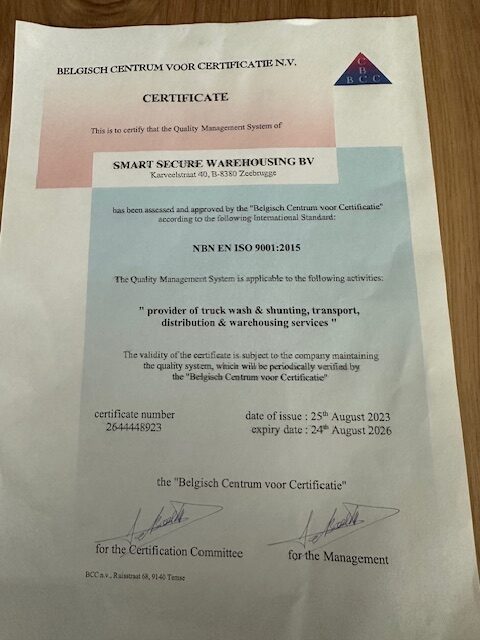 BELGISCH CENTRUM VOOR CERTIFICATIE N.V.
C
B
B C C
CERTIFICATE
This is to certify that the Quality Management System of
SMART SECURE WAREHOUSING BV
Karveelstraat 40, B-8380 Zeebrugge
has been assessed and approved by the "Belgisch Centrum voor Certificatie"
according to the following International Standard:
NBN EN ISO 9001:2015
The Quality Management System is applicable to the following activities:
" provider of truck wash & shunting, transport,
distribution & warehousing services "
The validity of the certificate is subject to the company maintaining
the quality system, which will be periodically verified by
the "Belgisch Centrum voor Certificatie"
certificate number
2644448923
date of issue : 25th August 2023
expiry date : 24th August 2026
the "Belgisch Centrum voor Certificatie"
for the Certification Committee
for the Management
BCC n.v., Ruisstraat 68, 9140 Temse